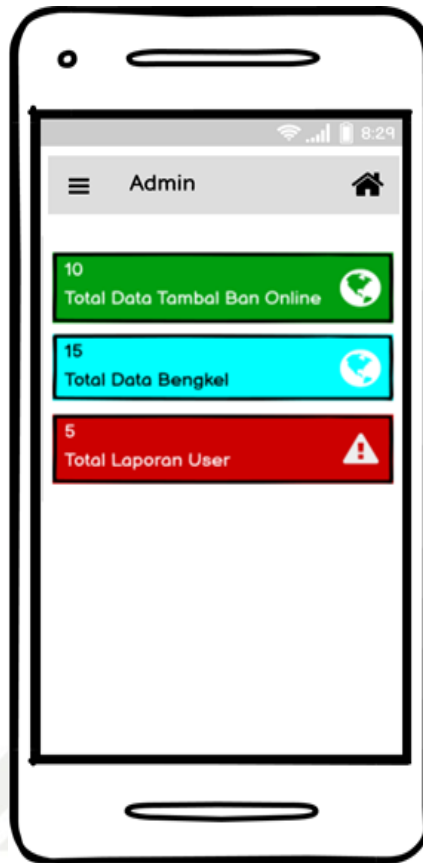 8:29
Admin
10
Total Data Tambal Ban Online
15
Total Data Bengkel
5
Total Laporan User